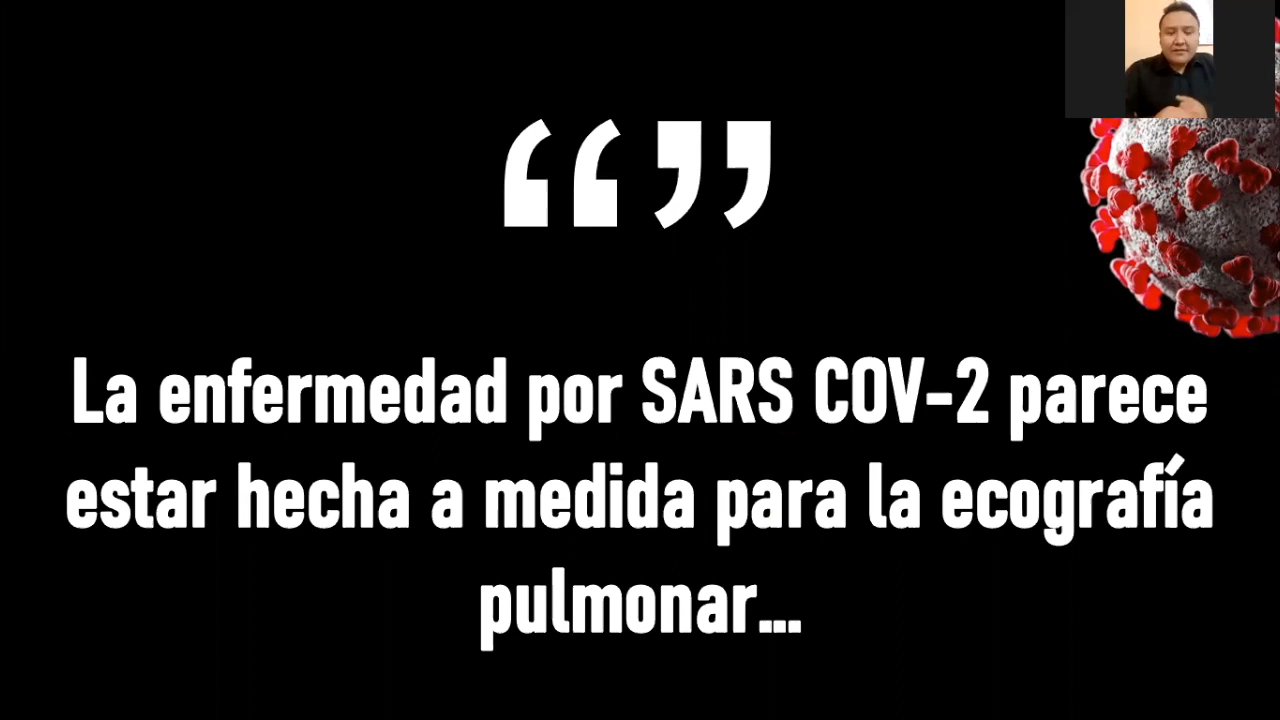 “ ”
La enfermedad por SARS COV-2 parece
estar hecha a medida para la ecografía
pulmonar...